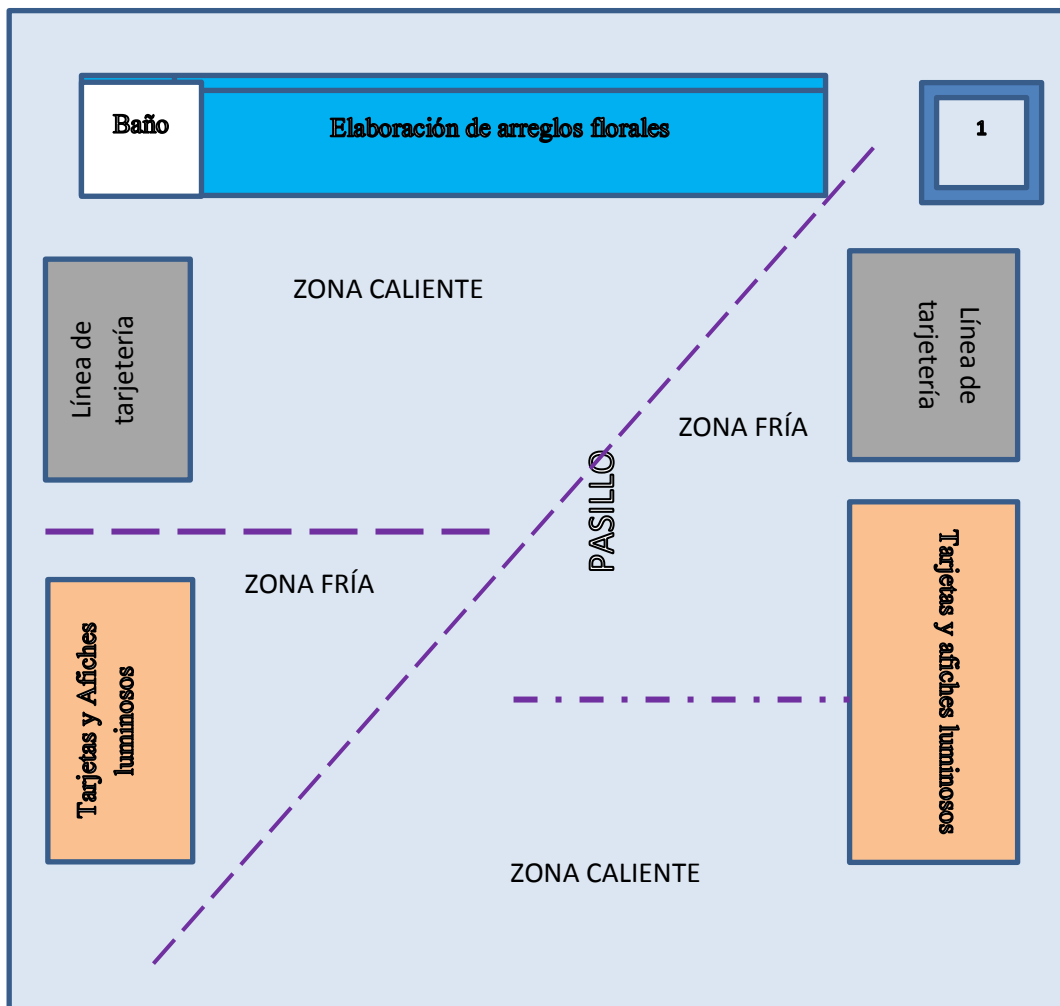 Baño
Elaboración de arreglos florales
1
ZONA CALIENTE
Línea de
tarjetería
Línea de
tarjetería
ZONA FRÍA
PASILLO
ZONA FRÍA
Tarjetas y Afiches
luminosos
Tarjetas y afiches luminosos
ZONA CALIENTE